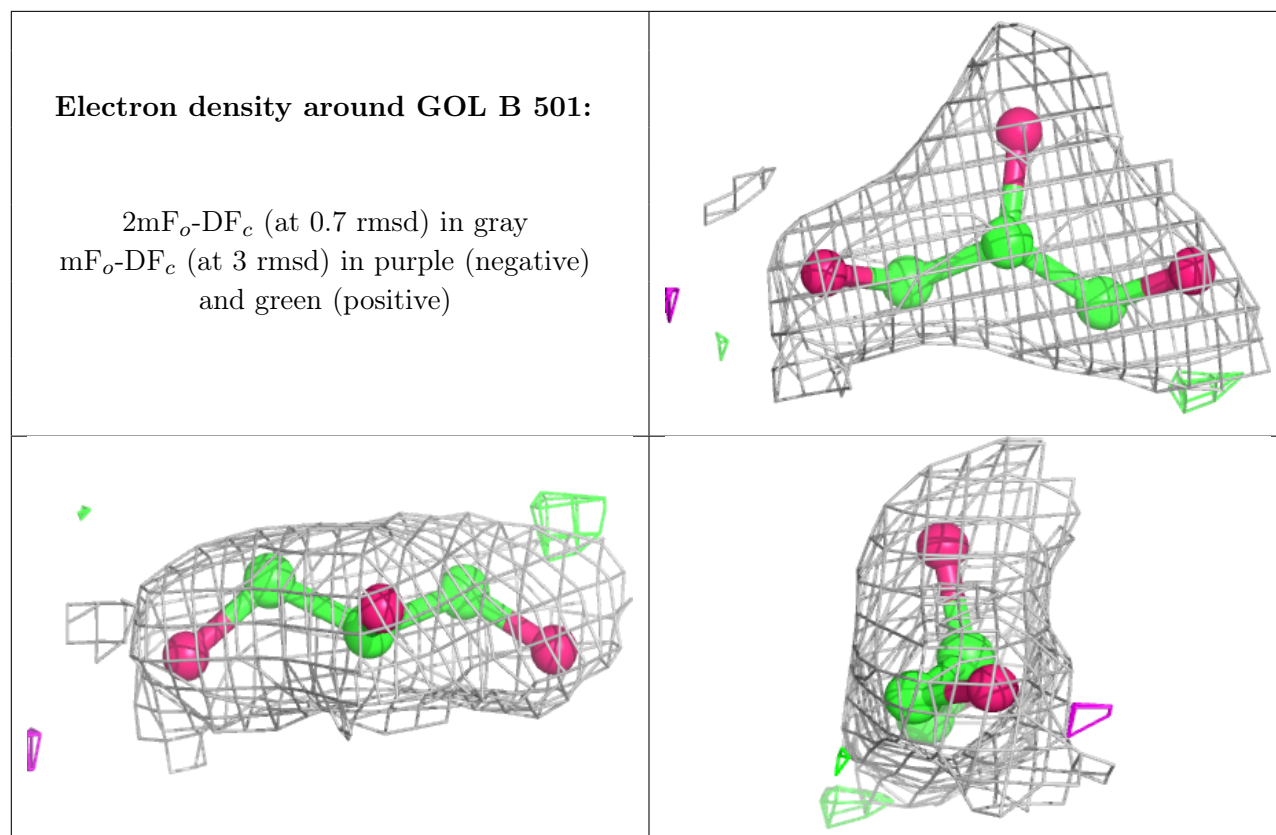 Electron density around GOL B 501:
2mFo-DFc (at 0.7 rmsd) in gray
mFo-DFc (at 3 rmsd) in purple (negative)
and green (positive)